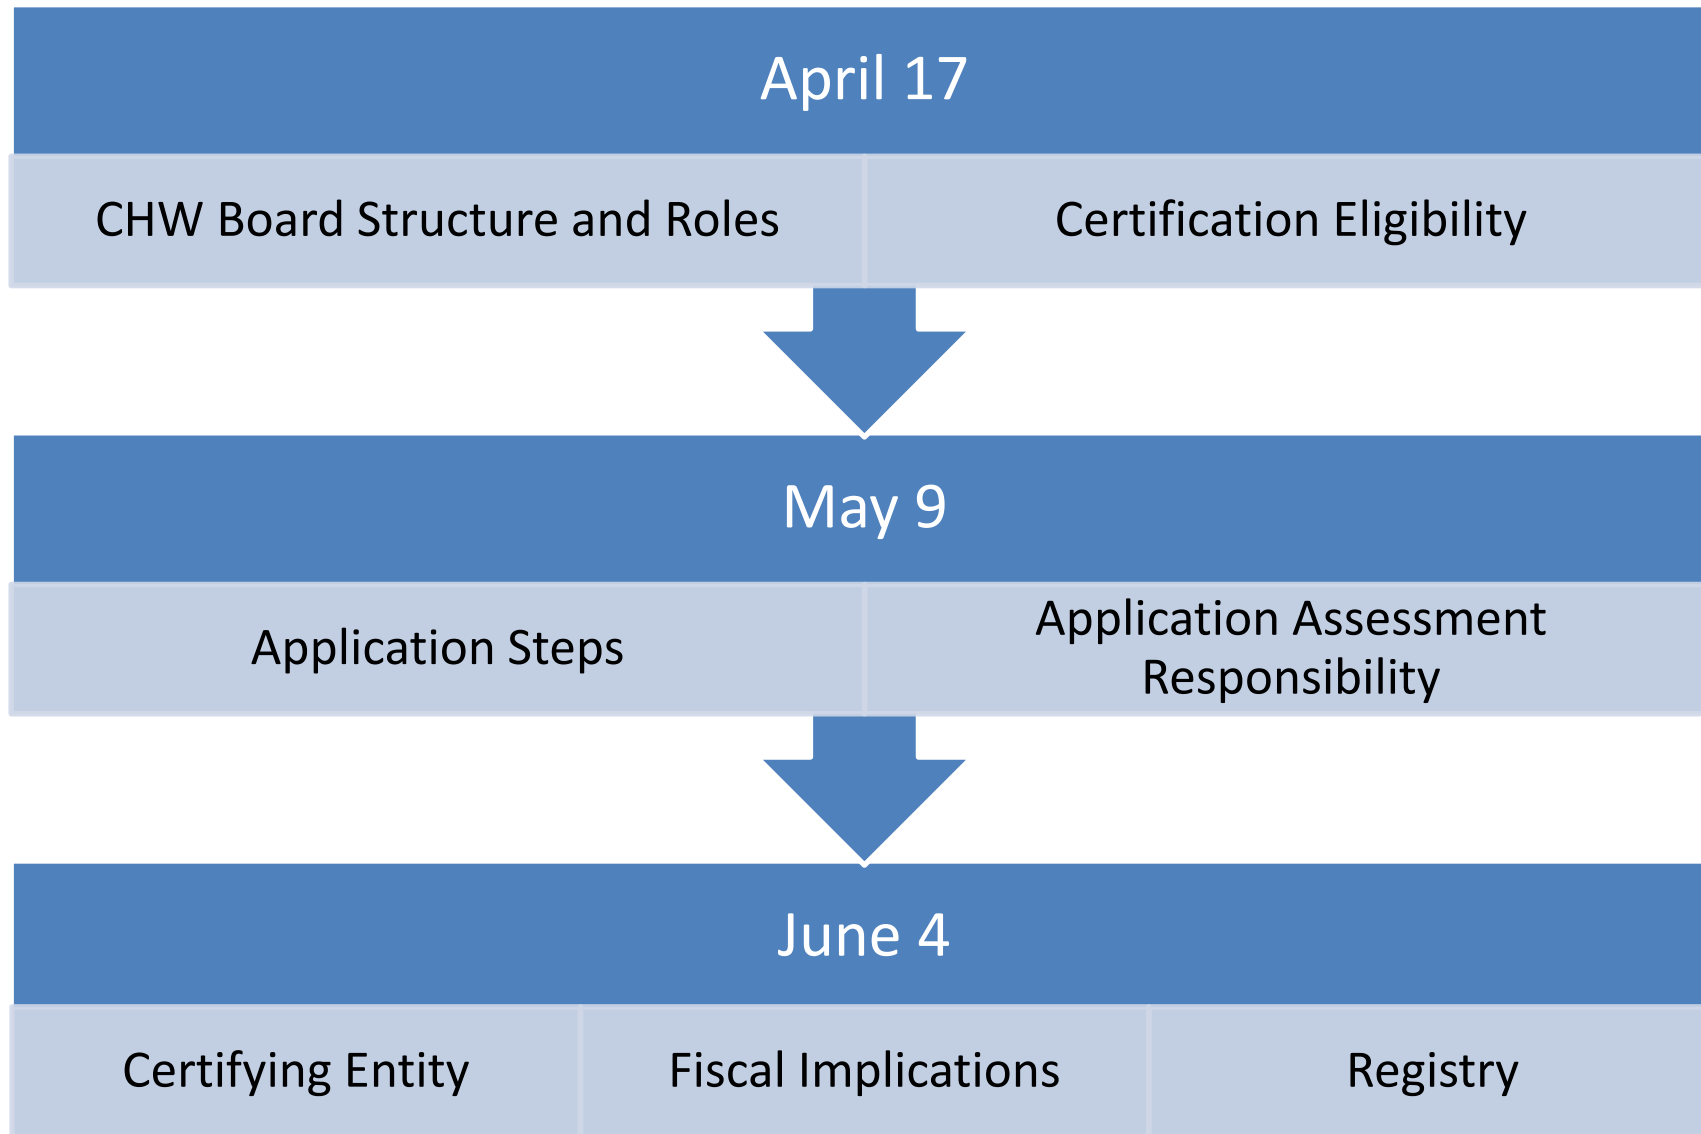 April 17
CHW Board Structure and Roles
Certification Eligibility
May 9
Application Steps
Application Assessment
Responsibility
June 4
Certifying Entity
Fiscal Implications
Registry